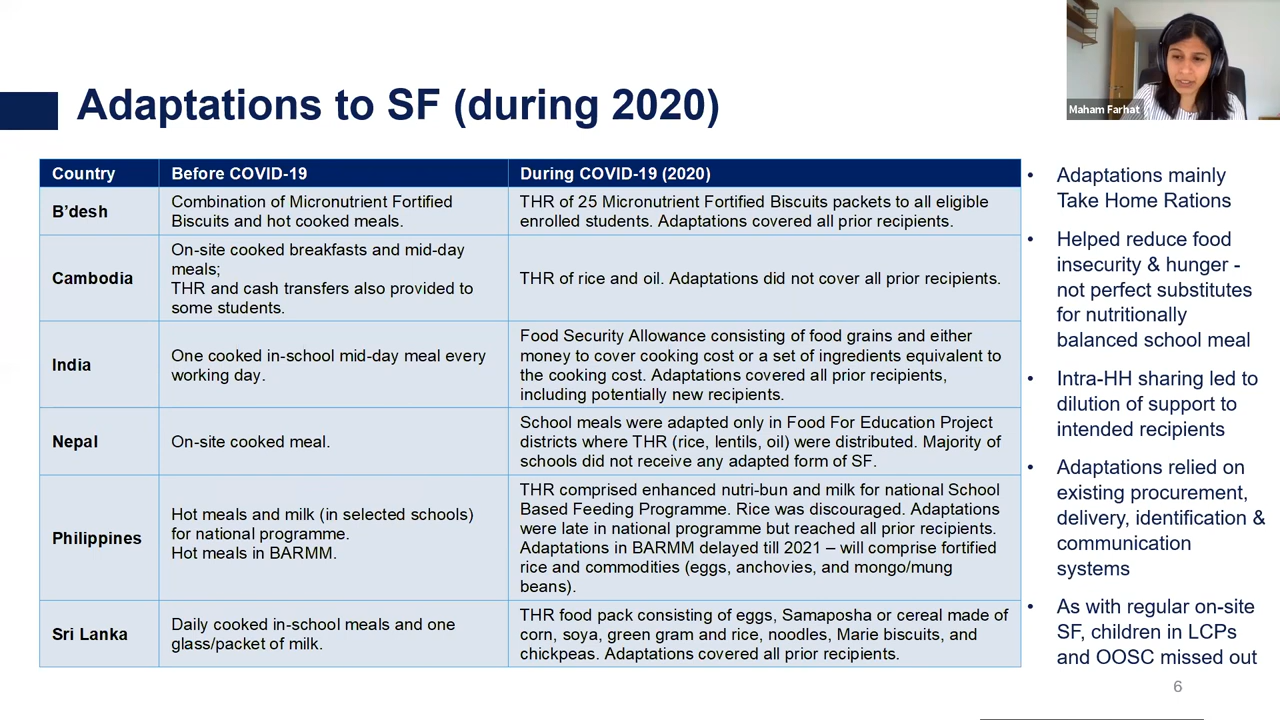 Maham Farhat
Adaptations to SF (during 2020)
Country
Before COVID-19
During COVID-19 (2020)
B'desh
Combination of Micronutrient Fortified
Biscuits and hot cooked meals.
THR of 25 Micronutrient Fortified Biscuits packets to all eligible
enrolled students. Adaptations covered all prior recipients.
Cambodia
On-site cooked breakfasts and mid-day
meals;
THR and cash transfers also provided to
some students.
THR of rice and oil. Adaptations did not cover all prior recipients.
India
One cooked in-school mid-day meal every
working day.
Food Security Allowance consisting of food grains and either
money to cover cooking cost or a set of ingredients equivalent to
the cooking cost. Adaptations covered all prior recipients,
including potentially new recipients.
Nepal
On-site cooked meal.
School meals were adapted only in Food For Education Project
districts where THR (rice, lentils, oil) were distributed. Majority of
schools did not receive any adapted form of SF.
Philippines
Hot meals and milk (in selected schools)
for national programme.
Hot meals in BARMM.
THR comprised enhanced nutri-bun and milk for national School
Based Feeding Programme. Rice was discouraged. Adaptations
were late in national programme but reached all prior recipients.
Adaptations in BARMM delayed till 2021 – will comprise fortified
rice and commodities (eggs, anchovies, and mongo/mung
beans).
Sri Lanka
Daily cooked in-school meals and one
glass/packet of milk.
THR food pack consisting of eggs, Samaposha or cereal made of
corn, soya, green gram and rice, noodles, Marie biscuits, and
chickpeas. Adaptations covered all prior recipients.
• Adaptations mainly
Take Home Rations
• Helped reduce food
insecurity & hunger -
not perfect substitutes
for nutritionally
balanced school meal
• Intra-HH sharing led to
dilution of support to
intended recipients
• Adaptations relied on
existing procurement,
delivery, identification &
communication
systems
• As with regular on-site
SF, children in LCPs
and OOSC missed out
6